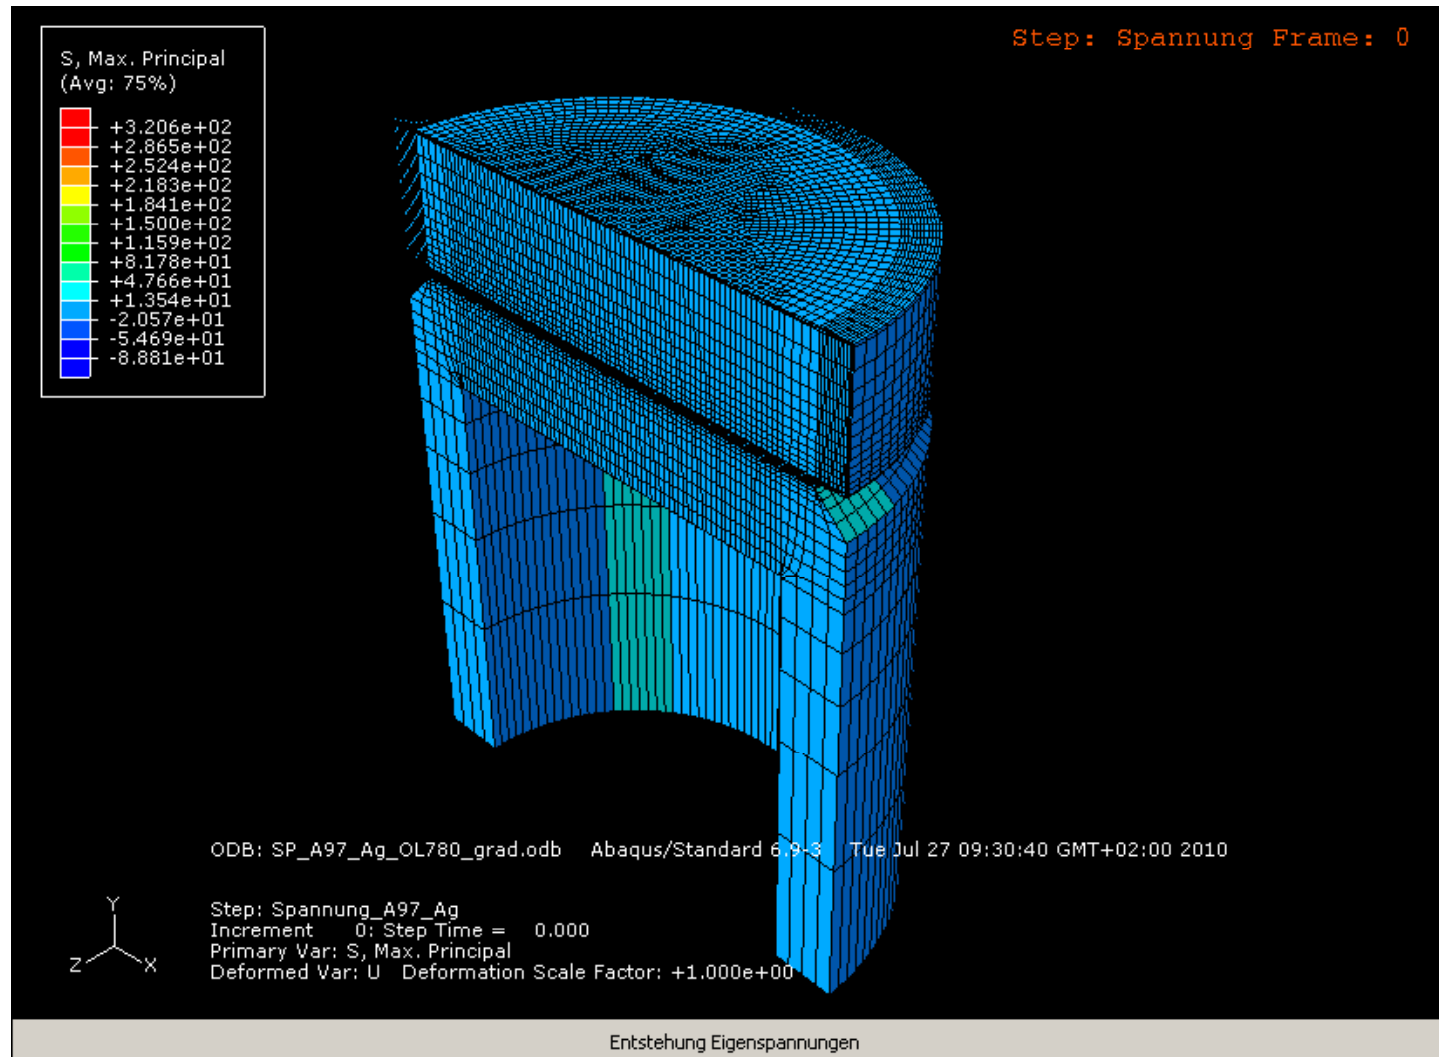 Step: Spannung Frame: 0
S, Max. Principal
(Avg: 75%)
+3.206e+02
+2.865e+02
+2.524e+02
+2.183e+02
+1.841e+02
+1.500e+02
+1.159e+02
+8.178e+01
+4.766e+01
+1.354e+01
-2.057e+01
-5.469e+01
-8.881e+01
ODB: SP_A97_Ag_OL780_grad.odb Abaqus/Standard 6.9-3 Tue Jul 27 09:30:40 GMT+02:00 2010
Step: Spannung_A97_Ag
Increment 0: Step Time = 0.000
Primary Var: S, Max. Principal
Deformed Var: U Deformation Scale Factor: +1.000e+00
Y
Z X
Entstehung Eigenspannungen